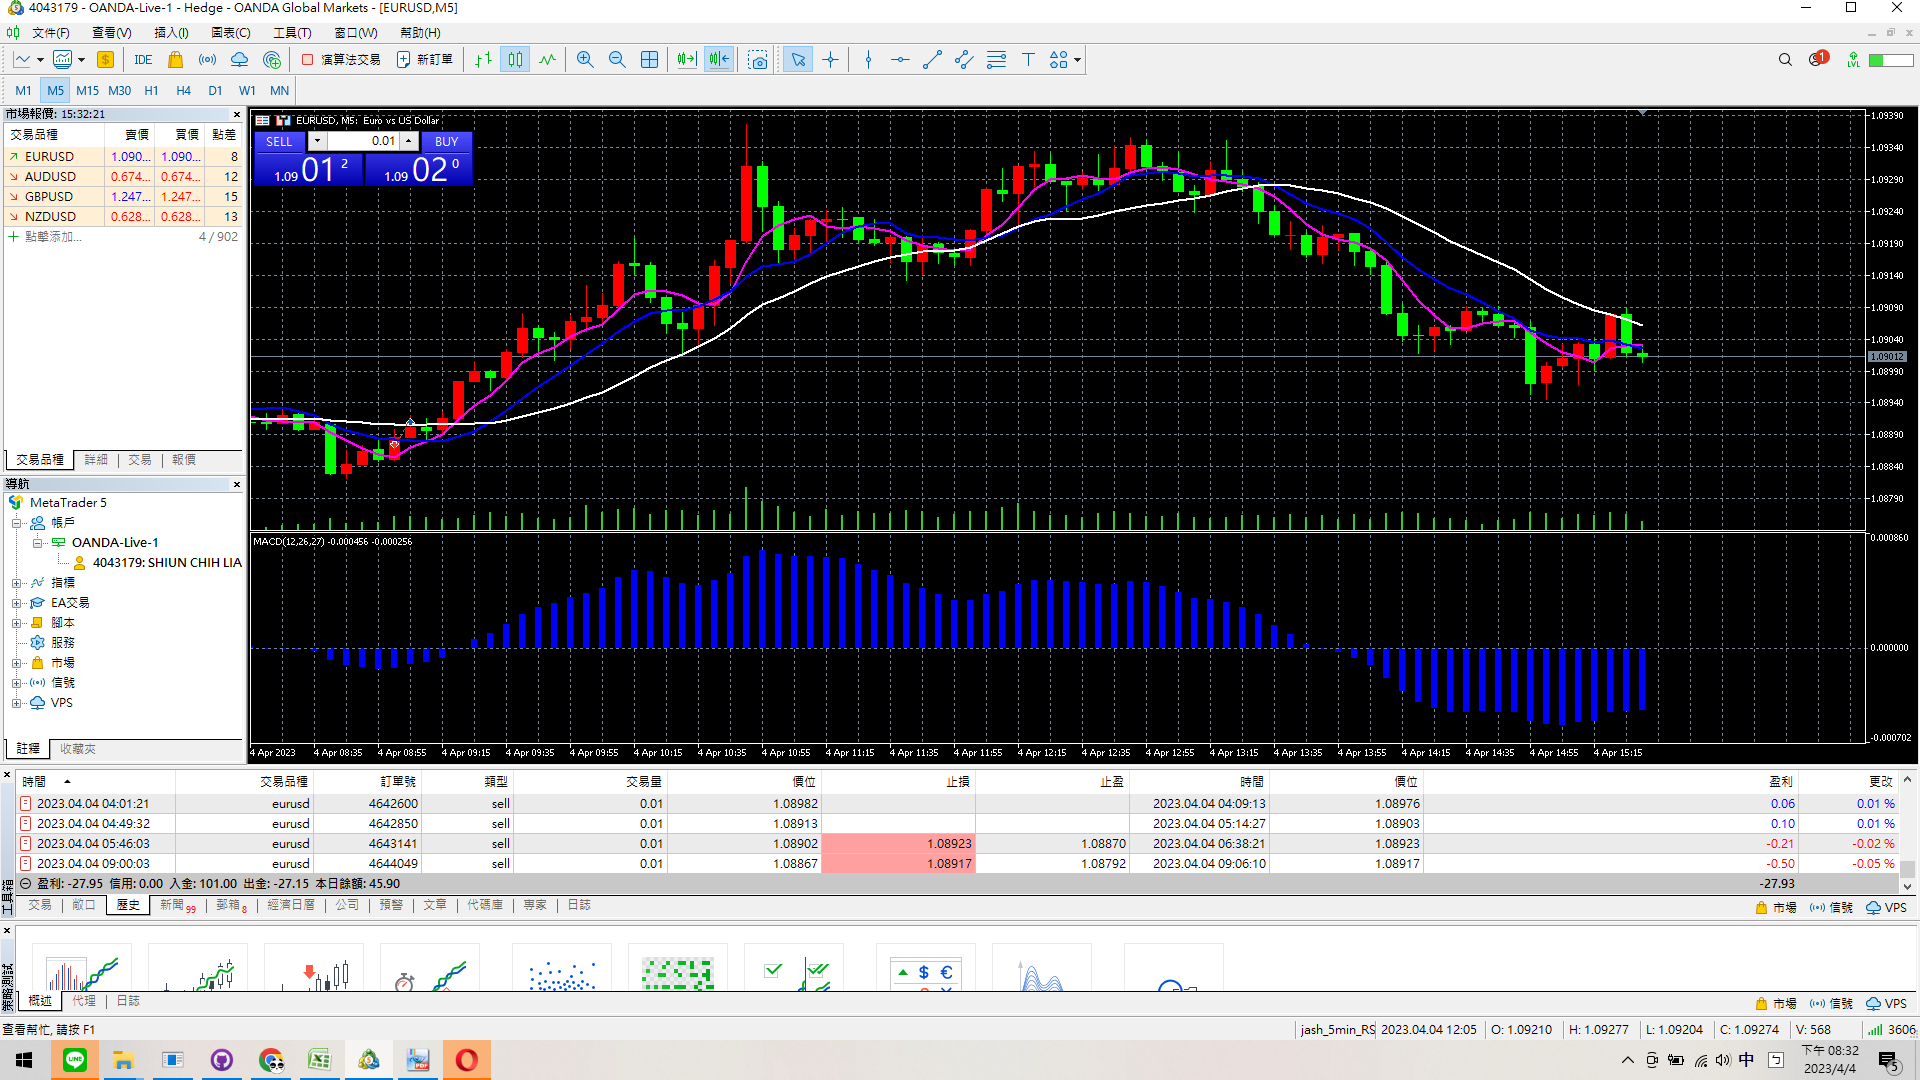 4043179 - OANDA-Live-1 - Hedge - OANDA Global Markets - [EURUSD,M5]
文件(F) 查看(V) 插入(I) 圖表(C) 工具(T) 窗口(W) 幫助(H)
IDE 演算法交易 新訂單 T 1 LVL
M1 M5 M15 M30 H1 H4 D1 W1 MN
市場報價: 15:32:21
交易品種 賣價 買價 點差
EURUSD 1.090... 1.090... 8
AUDUSD 0.674... 0.674... 12
GBPUSD 1.247... 1.247... 15
NZDUSD 0.628... 0.628... 13
點擊添加... 4 / 902
交易品種 詳細 交易 報價
導航
MetaTrader 5
帳戶
OANDA-Live-1
4043179: SHIUN CHIH LIA
指標
EA交易
腳本
服務
市場
信號
VPS
註釋 收藏夾
EURUSD, M5: Euro vs US Dollar
SELL 0.01 BUY
1.09 01 2 1.09 02 0
1.09390
1.09340
1.09290
1.09240
1.09190
1.09140
1.09090
1.09040
1.09012
1.08990
1.08940
1.08890
1.08840
1.08790
MACD(12,26,27) -0.000456 -0.000256
0.000860
0.000000
-0.000702
4 Apr 2023 4 Apr 08:35 4 Apr 08:55 4 Apr 09:15 4 Apr 09:35 4 Apr 09:55 4 Apr 10:15 4 Apr 10:35 4 Apr 10:55 4 Apr 11:15 4 Apr 11:35 4 Apr 11:55 4 Apr 12:15 4 Apr 12:35 4 Apr 12:55 4 Apr 13:15 4 Apr 13:35 4 Apr 13:55 4 Apr 14:15 4 Apr 14:35 4 Apr 14:55 4 Apr 15:15
時間 交易品種 訂單號 類型 交易量 價位 止損 止盈 時間 價位 盈利 更改
2023.04.04 04:01:21 eurusd 4642600 sell 0.01 1.08982 2023.04.04 04:09:13 1.08976 0.06 0.01 %
2023.04.04 04:49:32 eurusd 4642850 sell 0.01 1.08913 2023.04.04 05:14:27 1.08903 0.10 0.01 %
2023.04.04 05:46:03 eurusd 4643141 sell 0.01 1.08902 1.08923 1.08870 2023.04.04 06:38:21 1.08923 -0.21 -0.02 %
2023.04.04 09:00:03 eurusd 4644049 sell 0.01 1.08867 1.08917 1.08792 2023.04.04 09:06:10 1.08917 -0.50 -0.05 %
盈利: -27.95 信用: 0.00 入金: 101.00 出金: -27.15 本日餘額: 45.90 -27.93
工具箱
交易 敞口 歷史 新聞 99 郵箱 8 經濟日曆 公司 預警 文章 代碼庫 專家 日誌 市場 信號 VPS
策略測試
概述 代理 日誌 市場 信號 VPS
查看幫忙, 請按 F1 jash_5min_RS 2023.04.04 12:05 O: 1.09210 H: 1.09277 L: 1.09204 C: 1.09274 V: 568 3606
LINE PDF 中 下午 08:32
2023/4/4 5